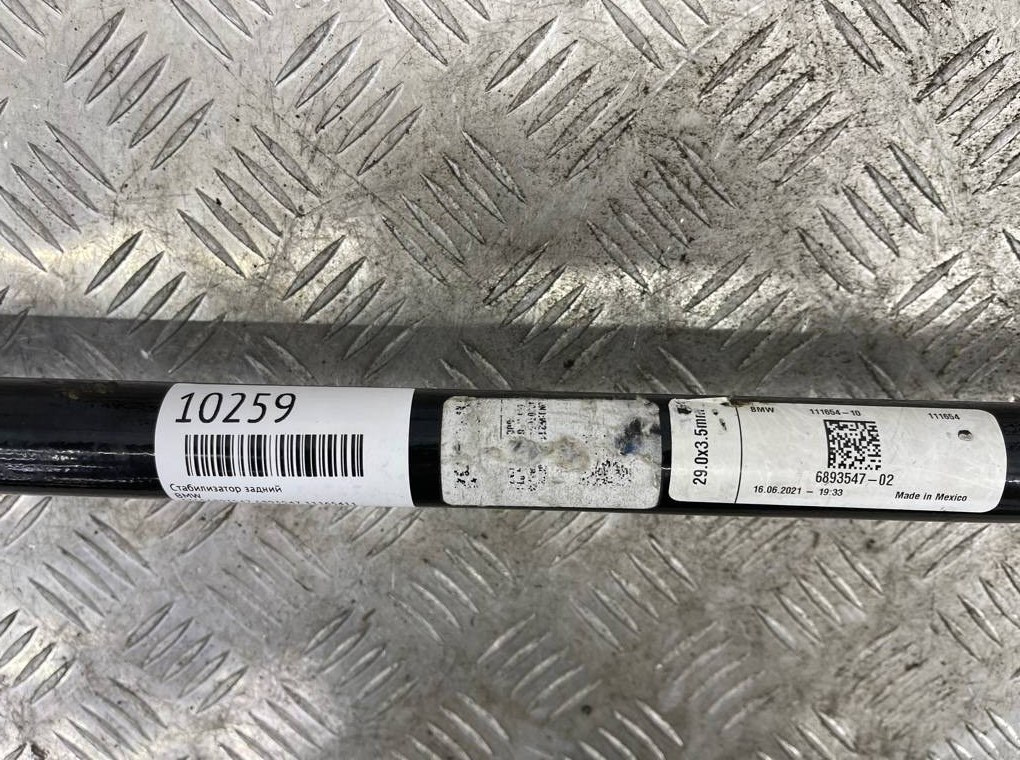 10259
Стабилизатор задний
BMW
29.0x3.5mm
BMW 111654-10 111654
6893547-02
16.06.2021 - 19:33 Made in Mexico